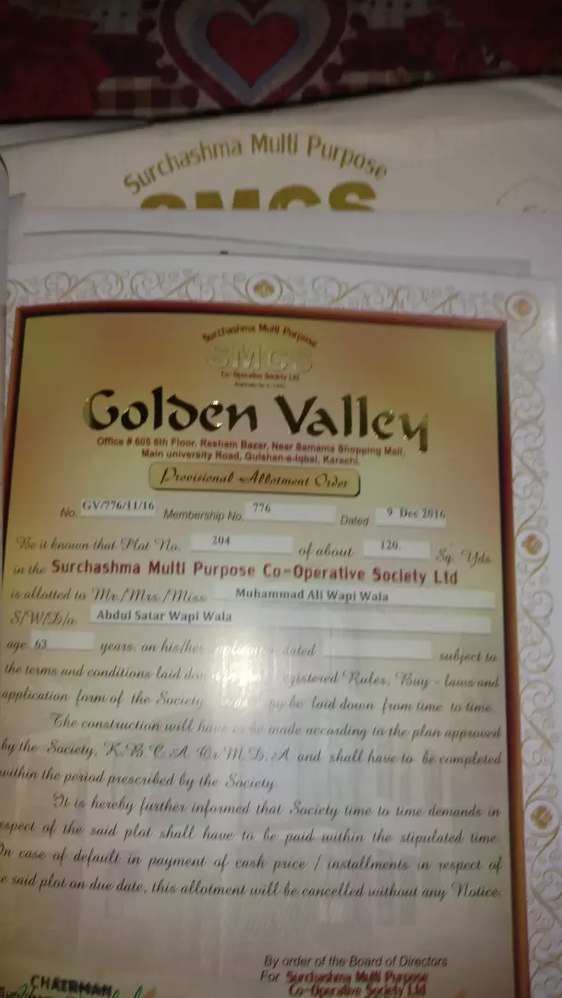 Surchashma Multi Purpose
SMCS
Surchashma Multi Purpose
SMCS
Co-Operative Society Ltd
Golden Valley
Office # 605 6th Floor, Resham Bazar, Near Samama Shopping Mall,
Main university Road, Gulshan-e-Iqbal, Karachi.
Provisional Allotment Order
No. GV/776/11/16 Membership No. 776 Dated 9 Dec 2016
Be it known that Plot No. 204 of about 120. Sq. Yds.
in the Surchashma Multi Purpose Co-Operative Society Ltd
is allotted to Mr./Mrs./Miss Muhammad Ali Wapi Wala
S/W/D/o. Abdul Satar Wapi Wala
age 63 years. on his/her dated subject to
the terms and conditions laid Rules, Buy - laws and
application form of the Society laid down from time to time.
The construction will have to be made according to the plan approved
by the Society, K.B.C.A. Or M.D.A and shall have to be completed
within the period prescribed by the Society.
It is hereby further informed that Society time to time demands in
respect of the said plot shall have to be paid within the stipulated time.
In case of default in payment of cash price / installments in respect of
said plot on due date, this allotment will be cancelled without any Notice.
By order of the Board of Directors
For Surchashma Multi Purpose
Co-Operative Society Ltd
CHAIRMAN